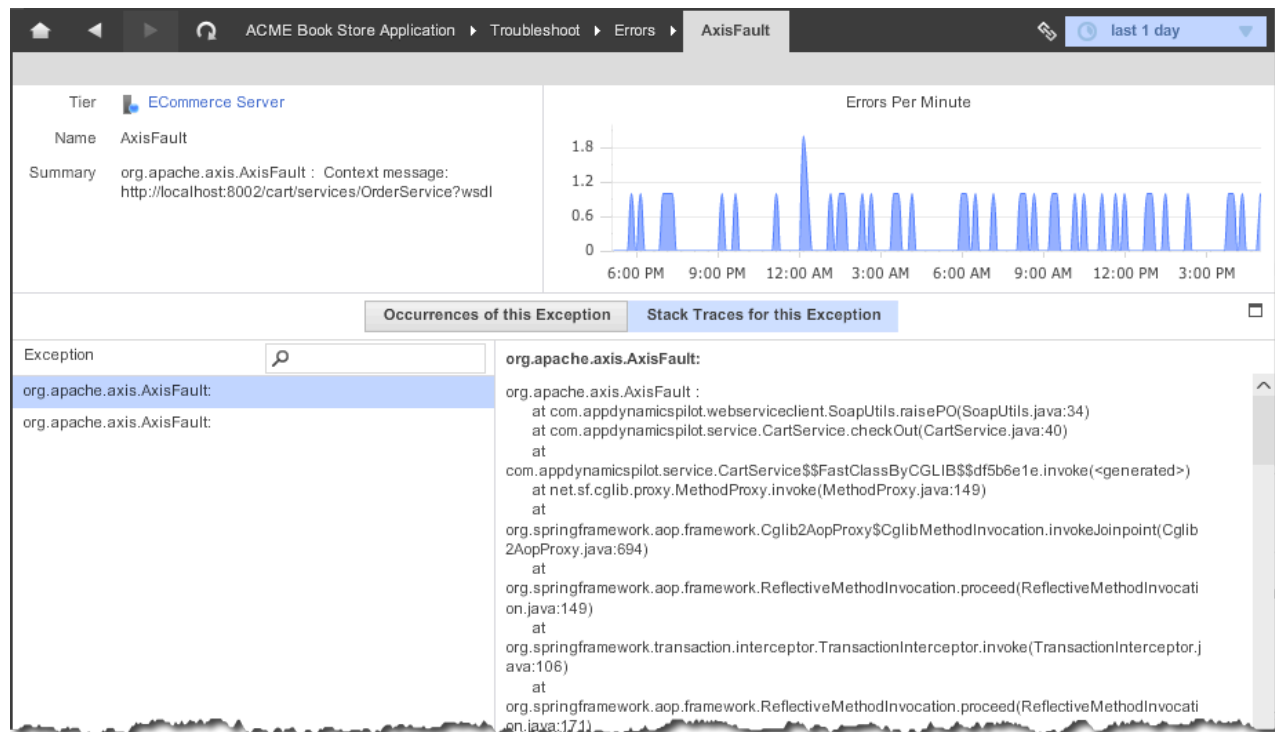 ACME Book Store Application
Troubleshoot
Errors
AxisFault
last 1 day
Tier
ECommerce Server
Name
AxisFault
Summary
org.apache.axis.AxisFault : Context message:
http://localhost:8002/cart/services/OrderService?wsdl
Errors Per Minute
1.8
1.2
0.6
0
6:00 PM
9:00 PM
12:00 AM
3:00 AM
6:00 AM
9:00 AM
12:00 PM
3:00 PM
Occurrences of this Exception
Stack Traces for this Exception
Exception
org.apache.axis.AxisFault:
org.apache.axis.AxisFault:
org.apache.axis.AxisFault:
org.apache.axis.AxisFault :
at com.appdynamicspilot.webserviceclient.SoapUtils.raisePO(SoapUtils.java:34)
at com.appdynamicspilot.service.CartService.checkOut(CartService.java:40)
at
com.appdynamicspilot.service.CartService$$FastClassByCGLIB$$df5b6e1e.invoke(<generated>)
at net.sf.cglib.proxy.MethodProxy.invoke(MethodProxy.java:149)
at
org.springframework.aop.framework.Cglib2AopProxy$CglibMethodInvocation.invokeJoinpoint(Cglib
2AopProxy.java:694)
at
org.springframework.aop.framework.ReflectiveMethodInvocation.proceed(ReflectiveMethodInvocati
on.java:149)
at
org.springframework.transaction.interceptor.TransactionInterceptor.invoke(TransactionInterceptor.j
ava:106)
at
org.springframework.aop.framework.ReflectiveMethodInvocation.proceed(ReflectiveMethodInvocati
on.java:171)